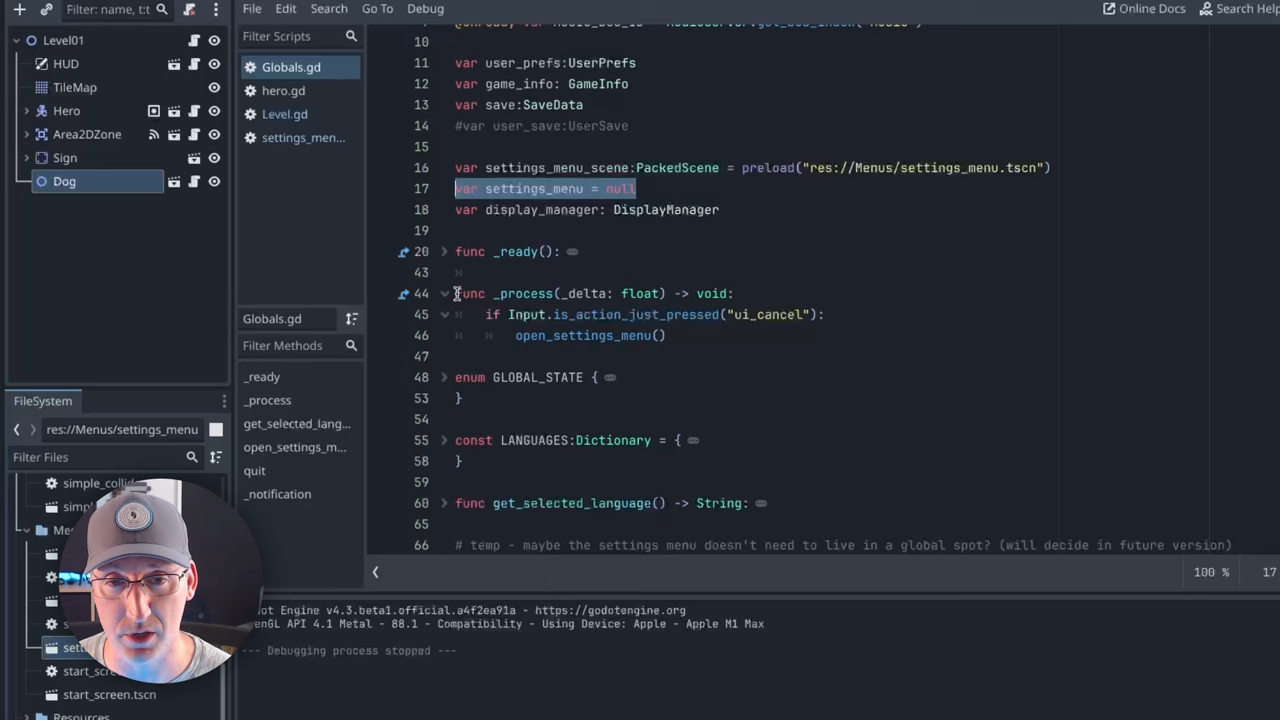 Filter: name, t:t
File Edit Search Go To Debug
Online Docs
Search Help
Level01
HUD
TileMap
Hero
Area2DZone
Sign
Dog
Filter Scripts
Globals.gd
hero.gd
Level.gd
settings_men...
Globals.gd
Filter Methods
_ready
_process
get_selected_lang...
open_settings_m...
quit
_notification
10
11 var user_prefs:UserPrefs
12 var game_info: GameInfo
13 var save:SaveData
14 #var user_save:UserSave
15
16 var settings_menu_scene:PackedScene = preload("res://Menus/settings_menu.tscn")
17 var settings_menu = null
18 var display_manager: DisplayManager
19
20 func _ready():
43
44 func _process(_delta: float) -> void:
45 if Input.is_action_just_pressed("ui_cancel"):
46 open_settings_menu()
47
48 enum GLOBAL_STATE {
53 }
54
55 const LANGUAGES:Dictionary = {
58 }
59
60 func get_selected_language() -> String:
65
66 # temp - maybe the settings menu doesn't need to live in a global spot? (will decide in future version)
100 % 17
FileSystem
res://Menus/settings_menu
Filter Files
simple_collid
simp
Me
start_scre
start_screen.tscn
Resources
ot Engine v4.3.beta1.official.a4f2ea91a - https://godotengine.org
enGL API 4.1 Metal - 88.1 - Compatibility - Using Device: Apple - Apple M1 Max
--- Debugging process stopped ---